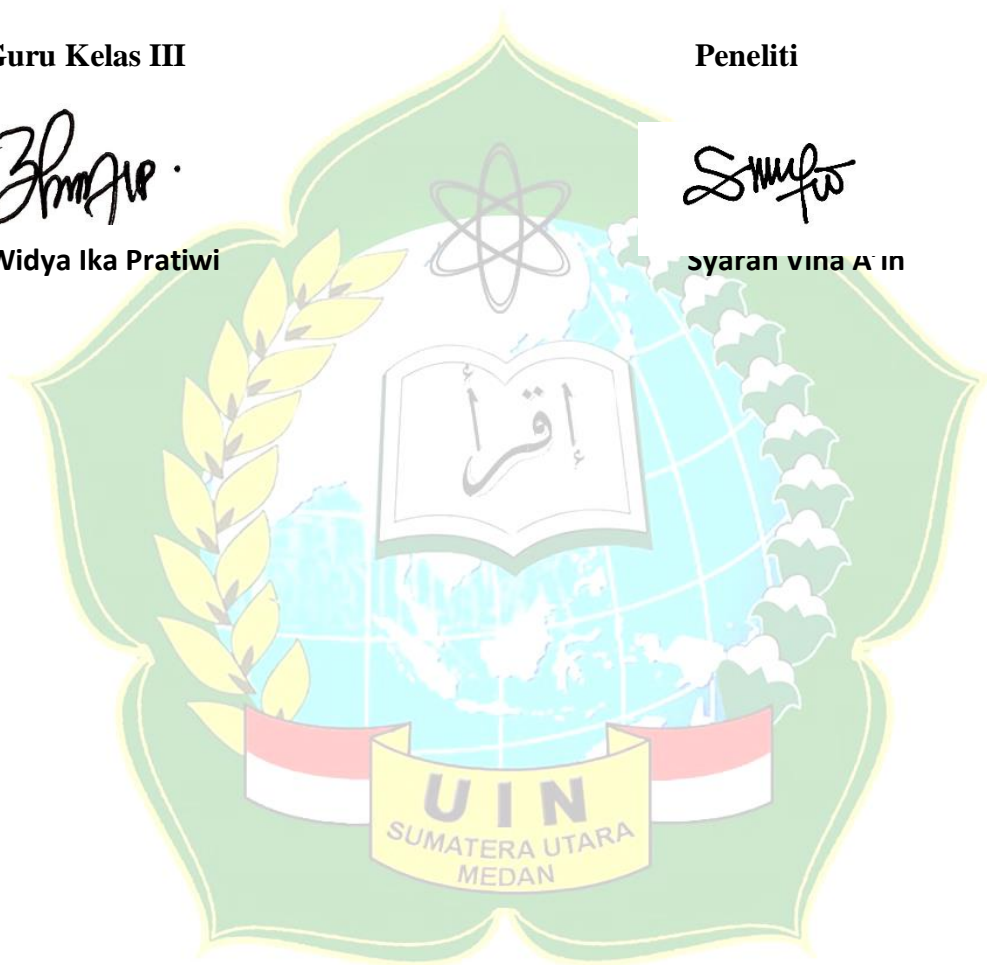 Guru Kelas III
Peneliti
Widya Ika Pratiwi
Syarah Vina A'in
إقرأ
UIN
SUMATERA UTARA
MEDAN